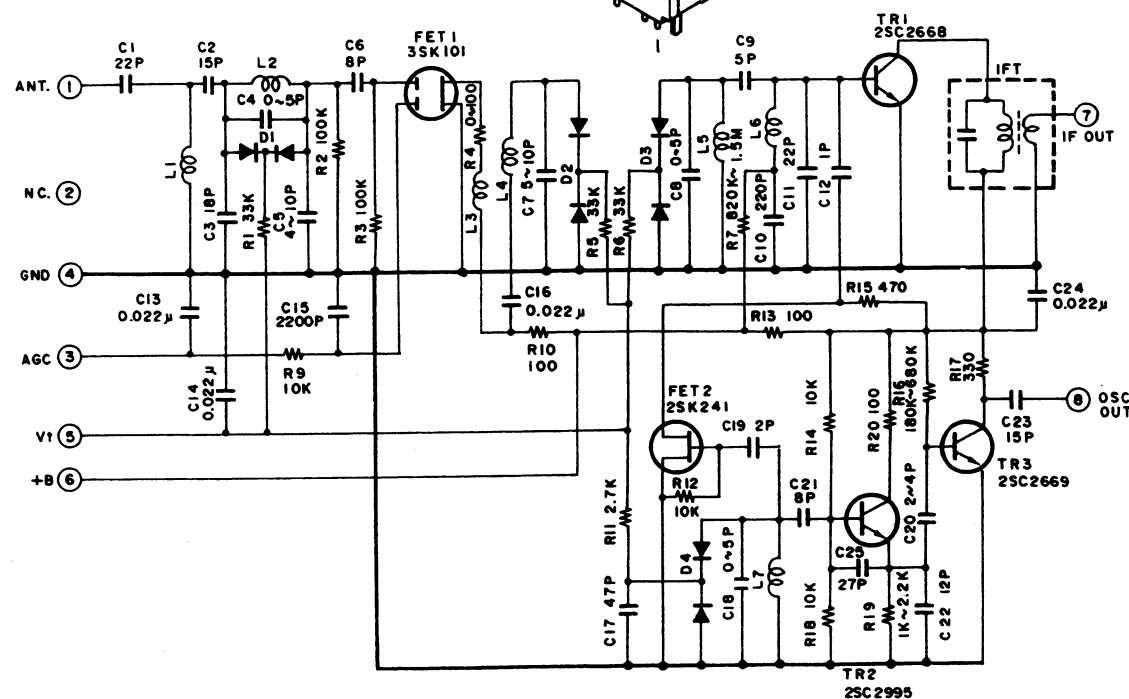 TR1
2SC2668
FET1
3SK101
C1
22P
C2
15P
L2
C6
8P
C9
5P
IFT
ANT. 1
C4 0~5P
D1
R2 100K
L1
0~100
R4
L4
C7 5~10P
D2
D3
C8 0~5P
L5
820K~1.5M
R7
L6
22P
C11
1P
C12
7
IF OUT
NC. 2
C3 18P
R1 33K
C5
4~10P
R3 100K
L3
33K
R5
33K
R6
220P
C10
GND 4
C13
0.022μ
C15
2200P
C16
0.022μ
R15 470
C24
0.022μ
R13 100
R10
100
AGC 3
R9
10K
C14
0.022μ
FET2
2SK241
10K
R14
R20 100
R16
180K~680K
R17
330
8 OSC
OUT
C23
15P
Vt 5
C19 2P
TR3
2SC2669
+B 6
R12
10K
C21
8P
R11 2.7K
D4
0~5P
C18
L7
C20 2~4P
C25
27P
C17 47P
R18 10K
R19
1K~2.2K
C22 12P
TR2
2SC2995